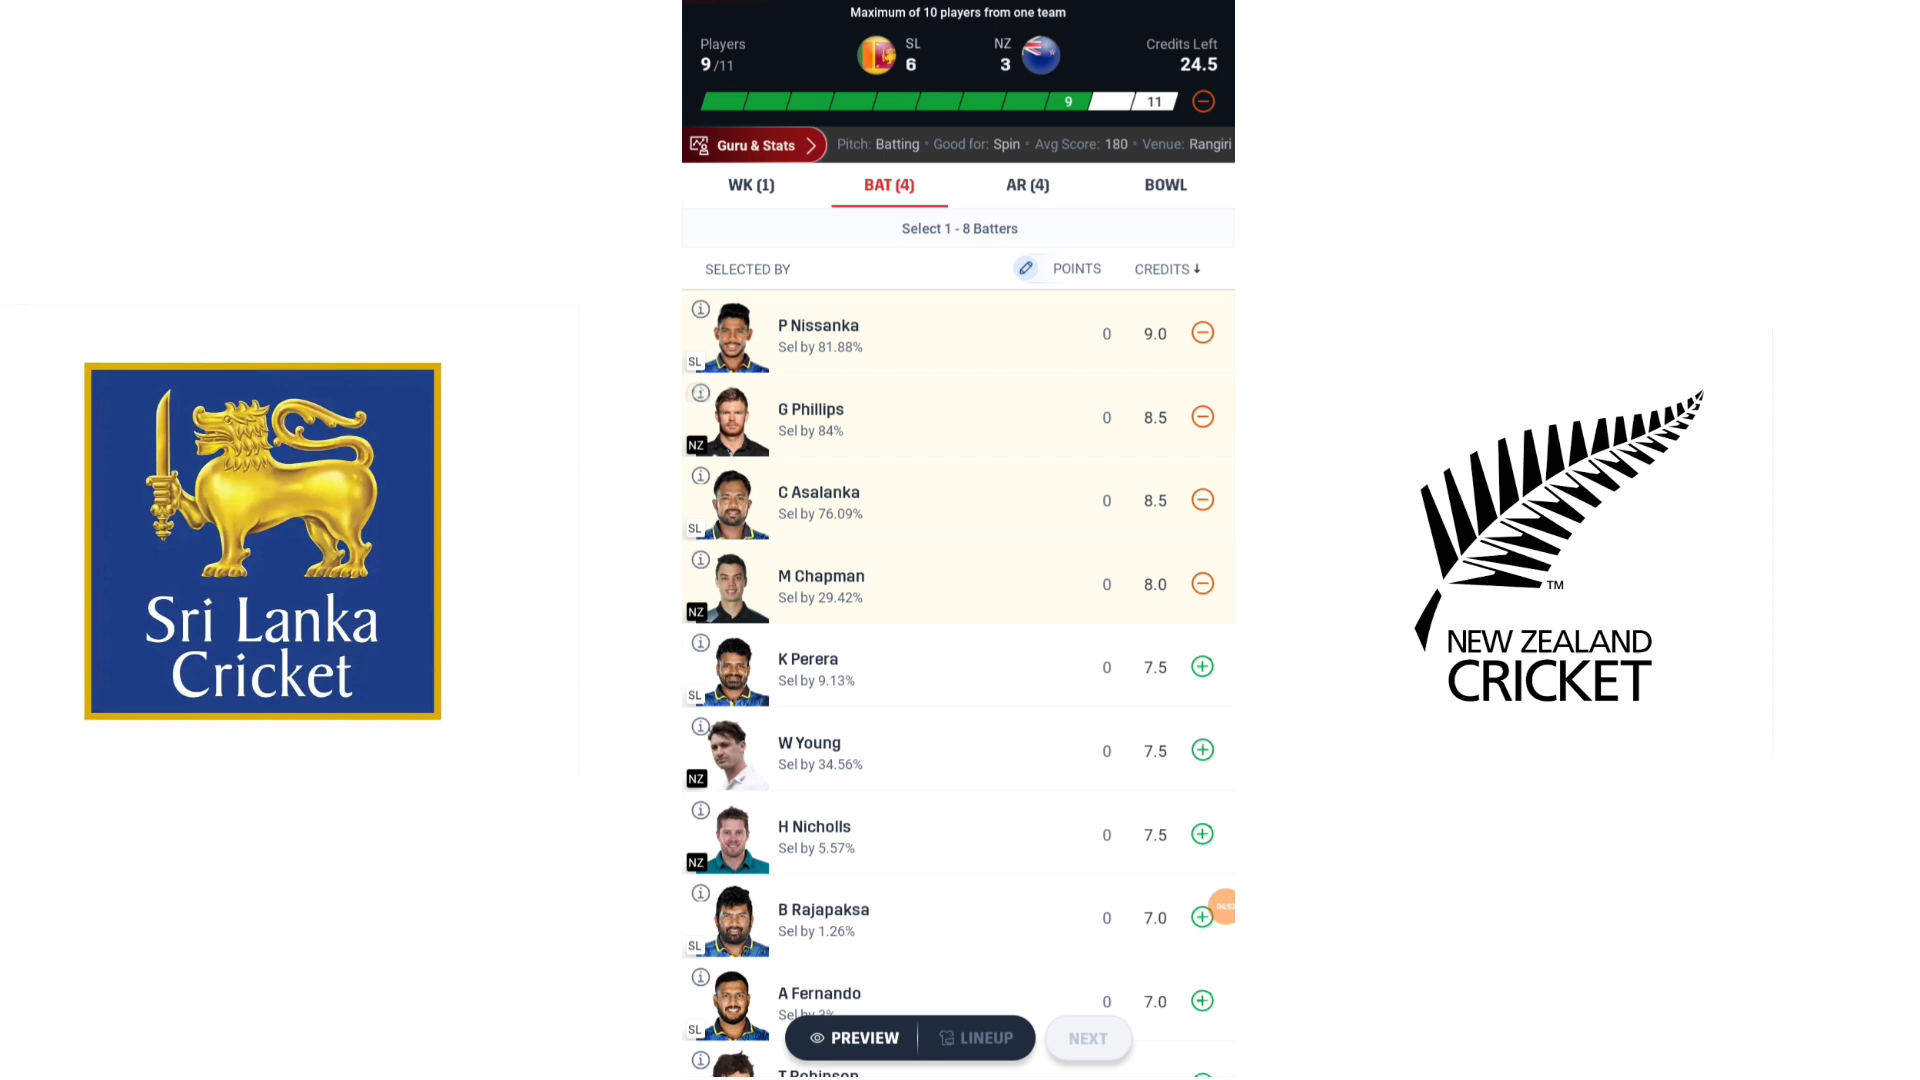 Maximum of 10 players from one team
Players
9 /11
SL
6
NZ
3
Credits Left
24.5
9
11
Guru & Stats
Pitch: Batting • Good for: Spin • Avg Score: 180 • Venue: Rangiri
WK (1)
BAT (4)
AR (4)
BOWL
Select 1 - 8 Batters
SELECTED BY
POINTS
CREDITS
P Nissanka
Sel by 81.88%
0
9.0
SL
G Phillips
Sel by 84%
0
8.5
NZ
C Asalanka
Sel by 76.09%
0
8.5
SL
M Chapman
Sel by 29.42%
0
8.0
NZ
K Perera
Sel by 9.13%
0
7.5
SL
W Young
Sel by 34.56%
0
7.5
NZ
H Nicholls
Sel by 5.57%
0
7.5
NZ
B Rajapaksa
Sel by 1.26%
0
7.0
SL
A Fernando
Sel by 3%
0
7.0
SL
T Robinson
PREVIEW
LINEUP
NEXT
Sri Lanka
Cricket
TM
NEW ZEALAND
CRICKET